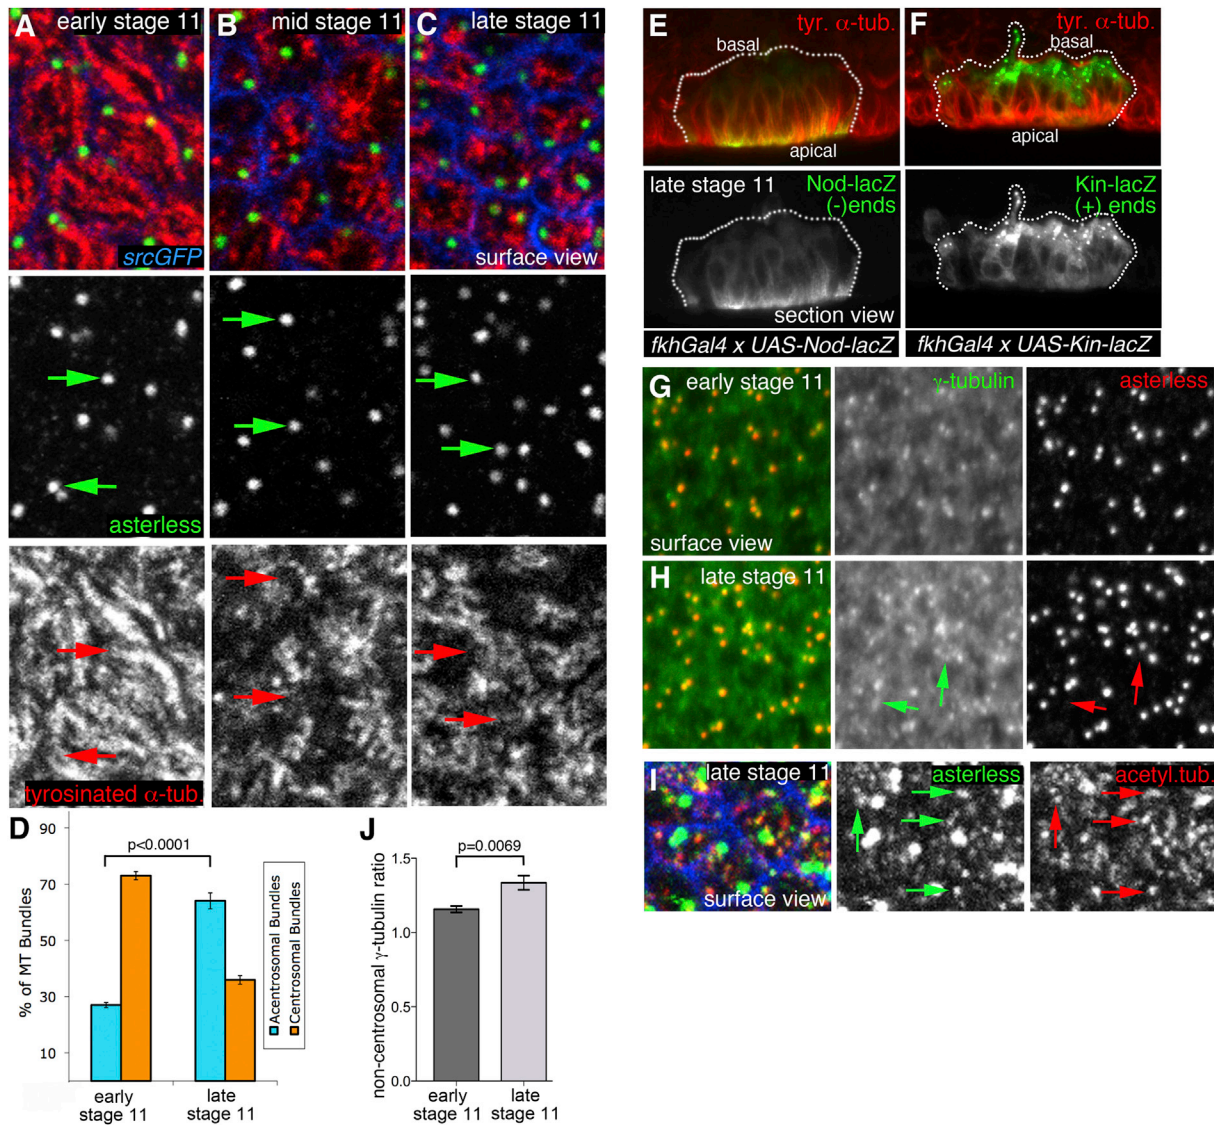 A early stage 11
B mid stage 11
C late stage 11
srcGFP
surface view
asterless
tyrosinated α-tub.
D
90
70
50
30
10
% of MT Bundles
p<0.0001
early
stage 11
late
stage 11
Acentrosomal Bundles
Centrosomal Bundles
J
1.5
1.0
0.5
0.0
non-centrosomal γ-tubulin ratio
p=0.0069
early
stage 11
late
stage 11
E
tyr. α-tub.
basal
apical
late stage 11
Nod-lacZ
(-)ends
section view
fkhGal4 x UAS-Nod-lacZ
F
basal
apical
Kin-lacZ
(+) ends
fkhGal4 x UAS-Kin-lacZ
G early stage 11
γ-tubulin
asterless
surface view
H late stage 11
I late stage 11
asterless
acetyl.tub.
surface view